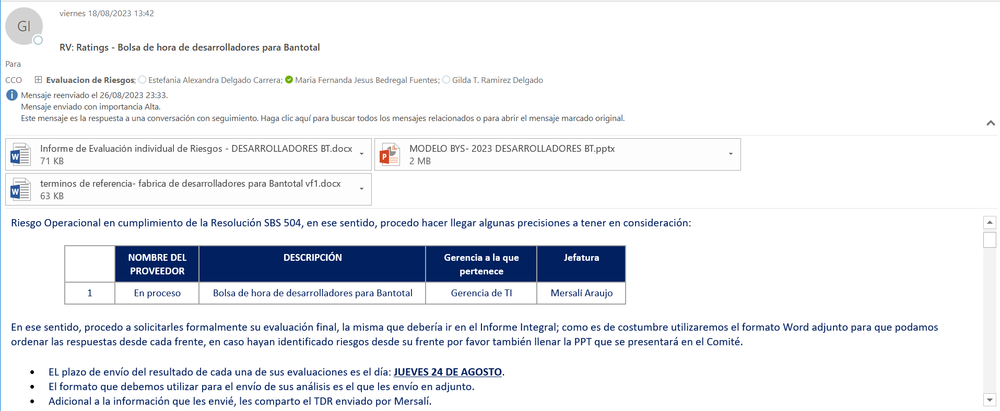 GI
viernes 18/08/2023 13:42
RV: Ratings - Bolsa de hora de desarrolladores para Bantotal
Para
CCO Evaluacion de Riesgos; Estefania Alexandra Delgado Carrera; Maria Fernanda Jesus Bedregal Fuentes; Gilda T. Ramirez Delgado
Mensaje reenviado el 26/08/2023 23:33.
Mensaje enviado con importancia Alta.
Este mensaje es la respuesta a una conversación con seguimiento. Haga clic aquí para buscar todos los mensajes relacionados o para abrir el mensaje marcado original.
Informe de Evaluación individual de Riesgos - DESARROLLADORES BT.docx
71 KB
MODELO BYS- 2023 DESARROLLADORES BT.pptx
2 MB
terminos de referencia- fabrica de desarrolladores para Bantotal vf1.docx
63 KB
Riesgo Operacional en cumplimiento de la Resolución SBS 504, en ese sentido, procedo hacer llegar algunas precisiones a tener en consideración:
NOMBRE DEL PROVEEDOR DESCRIPCIÓN Gerencia a la que pertenece Jefatura
1 En proceso Bolsa de hora de desarrolladores para Bantotal Gerencia de TI Mersalí Araujo
En ese sentido, procedo a solicitarles formalmente su evaluación final, la misma que debería ir en el Informe Integral; como es de costumbre utilizaremos el formato Word adjunto para que podamos
ordenar las respuestas desde cada frente, en caso hayan identificado riesgos desde su frente por favor también llenar la PPT que se presentará en el Comité.
• EL plazo de envío del resultado de cada una de sus evaluaciones es el día: JUEVES 24 DE AGOSTO.
• El formato que debemos utilizar para el envío de sus análisis es el que les envío en adjunto.
• Adicional a la información que les envié, les comparto el TDR enviado por Mersalí.